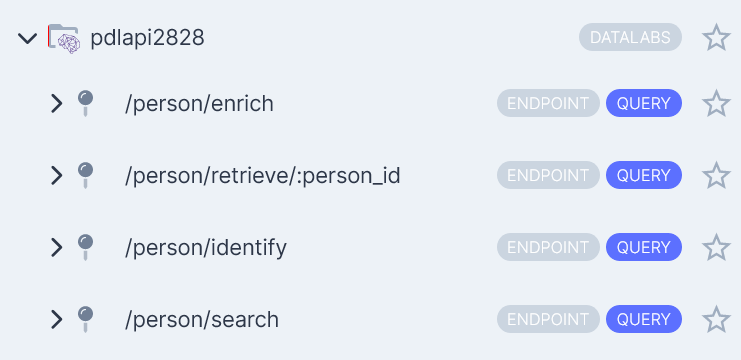 pdlapi2828 DATALABS
/person/enrich ENDPOINT QUERY
/person/retrieve/:person_id ENDPOINT QUERY
/person/identify ENDPOINT QUERY
/person/search ENDPOINT QUERY